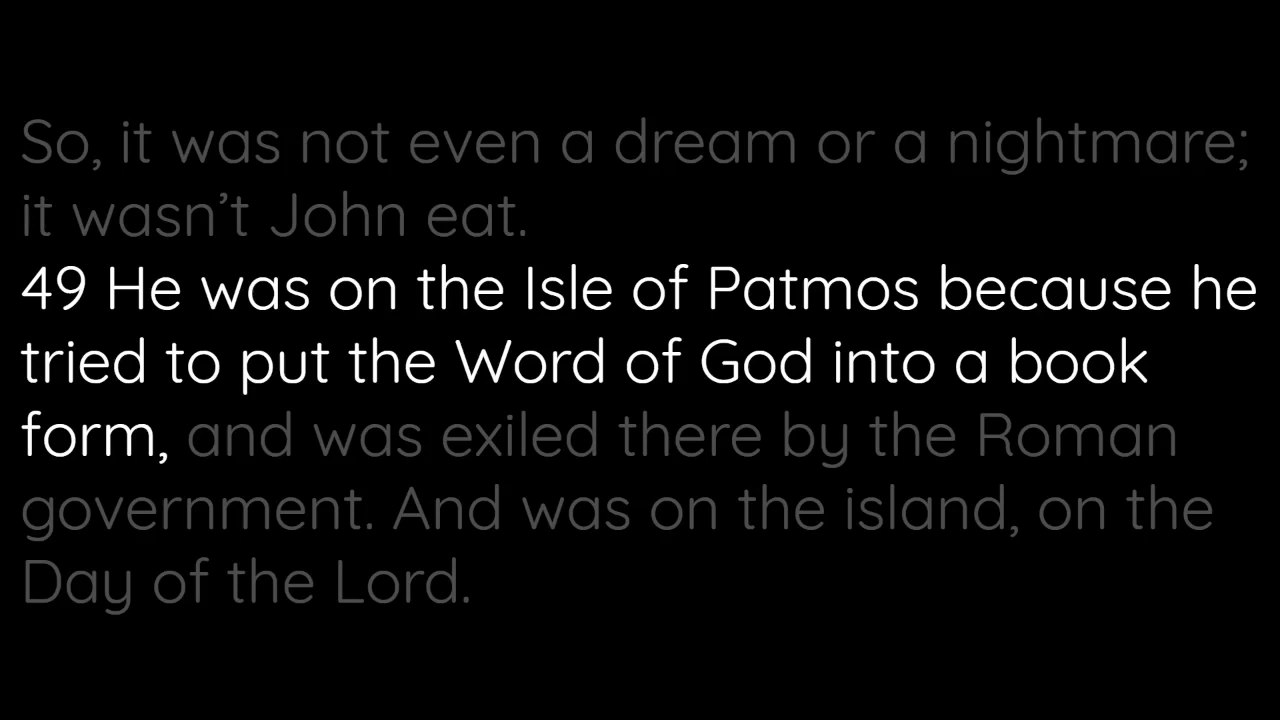 So, it was not even a dream or a nightmare;
it wasn’t John eat.
49 He was on the Isle of Patmos because he
tried to put the Word of God into a book
form, and was exiled there by the Roman
government. And was on the island, on the
Day of the Lord.